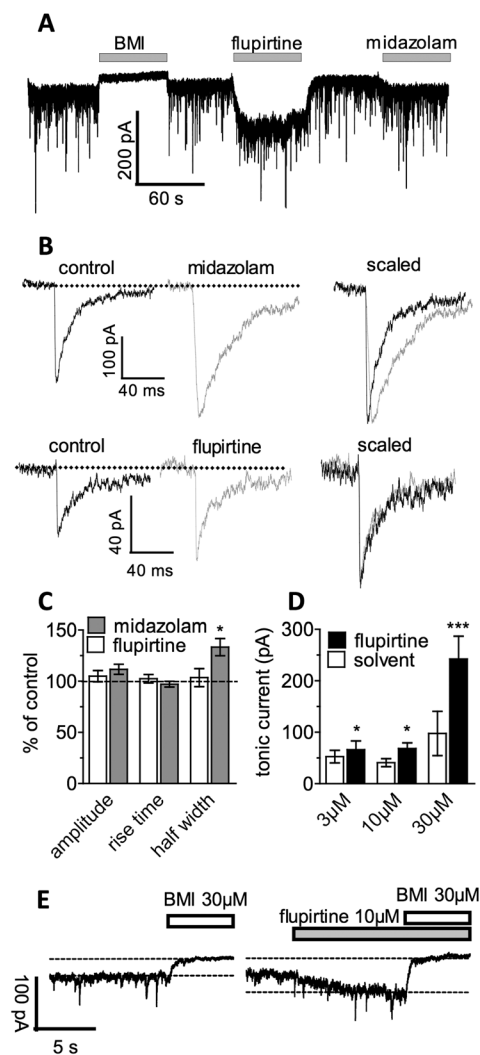 A
BMI
flupirtine
midazolam
200 pA
60 s
B
control
midazolam
scaled
100 pA
40 ms
control
flupirtine
scaled
40 pA
40 ms
C
midazolam
flupirtine
*
% of control
150
100
50
0
amplitude
rise time
half width
D
flupirtine
solvent
*
*
***
tonic current (pA)
300
200
100
0
3µM
10µM
30µM
E
BMI 30µM
BMI 30µM
flupirtine 10µM
100 pA
5 s